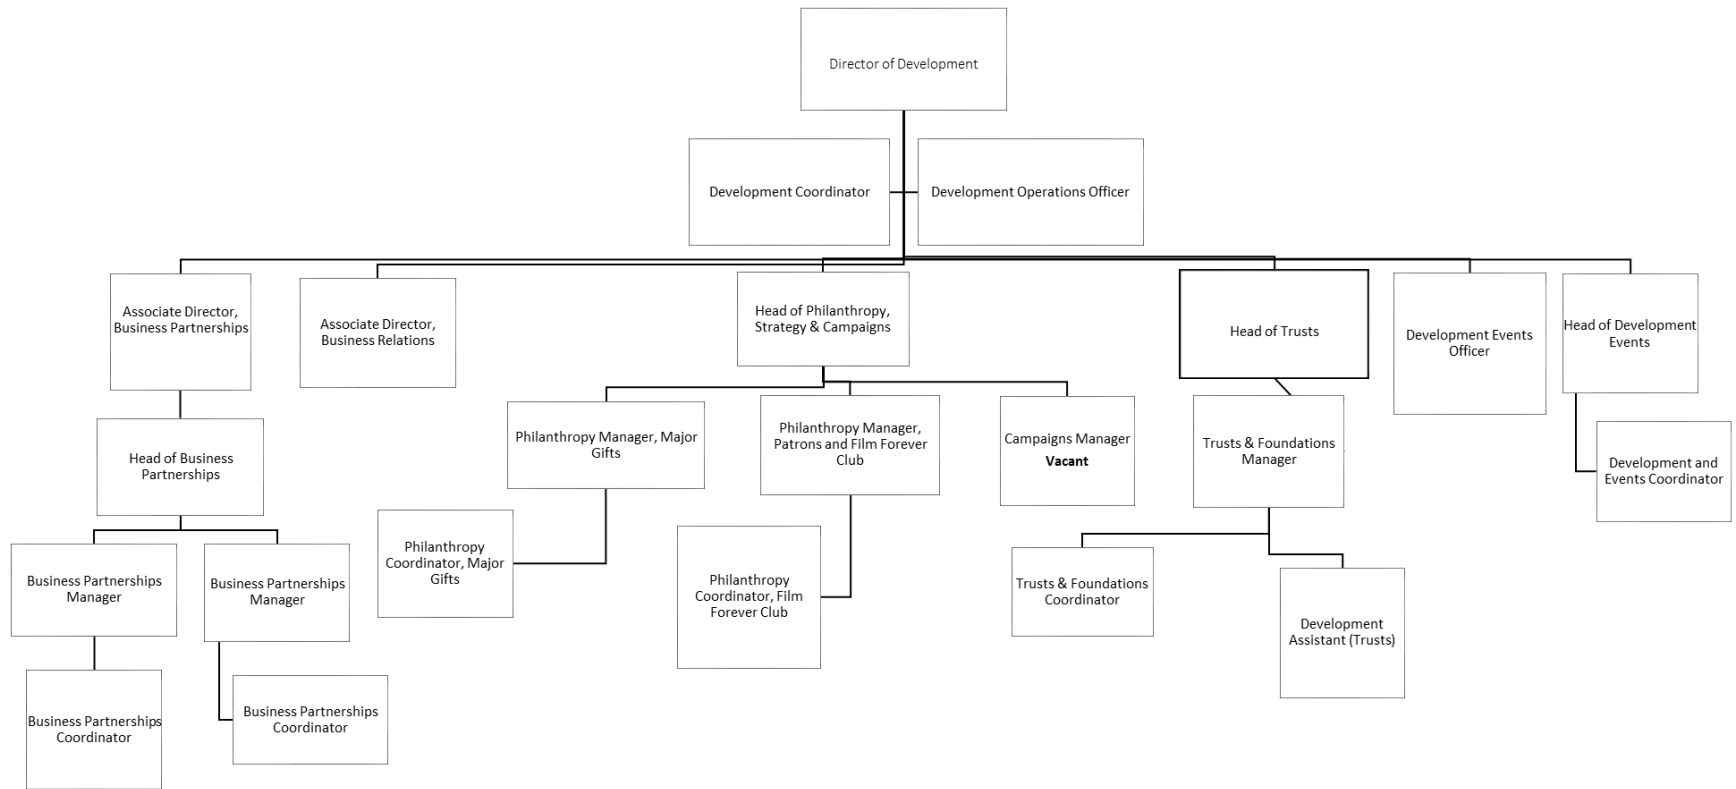 Director of Development
Development Coordinator
Development Operations Officer
Associate Director,
Business Partnerships
Associate Director,
Business Relations
Head of Philanthropy,
Strategy & Campaigns
Head of Trusts
Development Events
Officer
Head of Development
Events
Head of Business
Partnerships
Philanthropy Manager, Major
Gifts
Philanthropy Manager,
Patrons and Film Forever
Club
Campaigns Manager
Vacant
Trusts & Foundations
Manager
Development and
Events Coordinator
Business Partnerships
Manager
Business Partnerships
Manager
Philanthropy
Coordinator, Major
Gifts
Philanthropy
Coordinator, Film
Forever Club
Trusts & Foundations
Coordinator
Development
Assistant (Trusts)
Business Partnerships
Coordinator
Business Partnerships
Coordinator